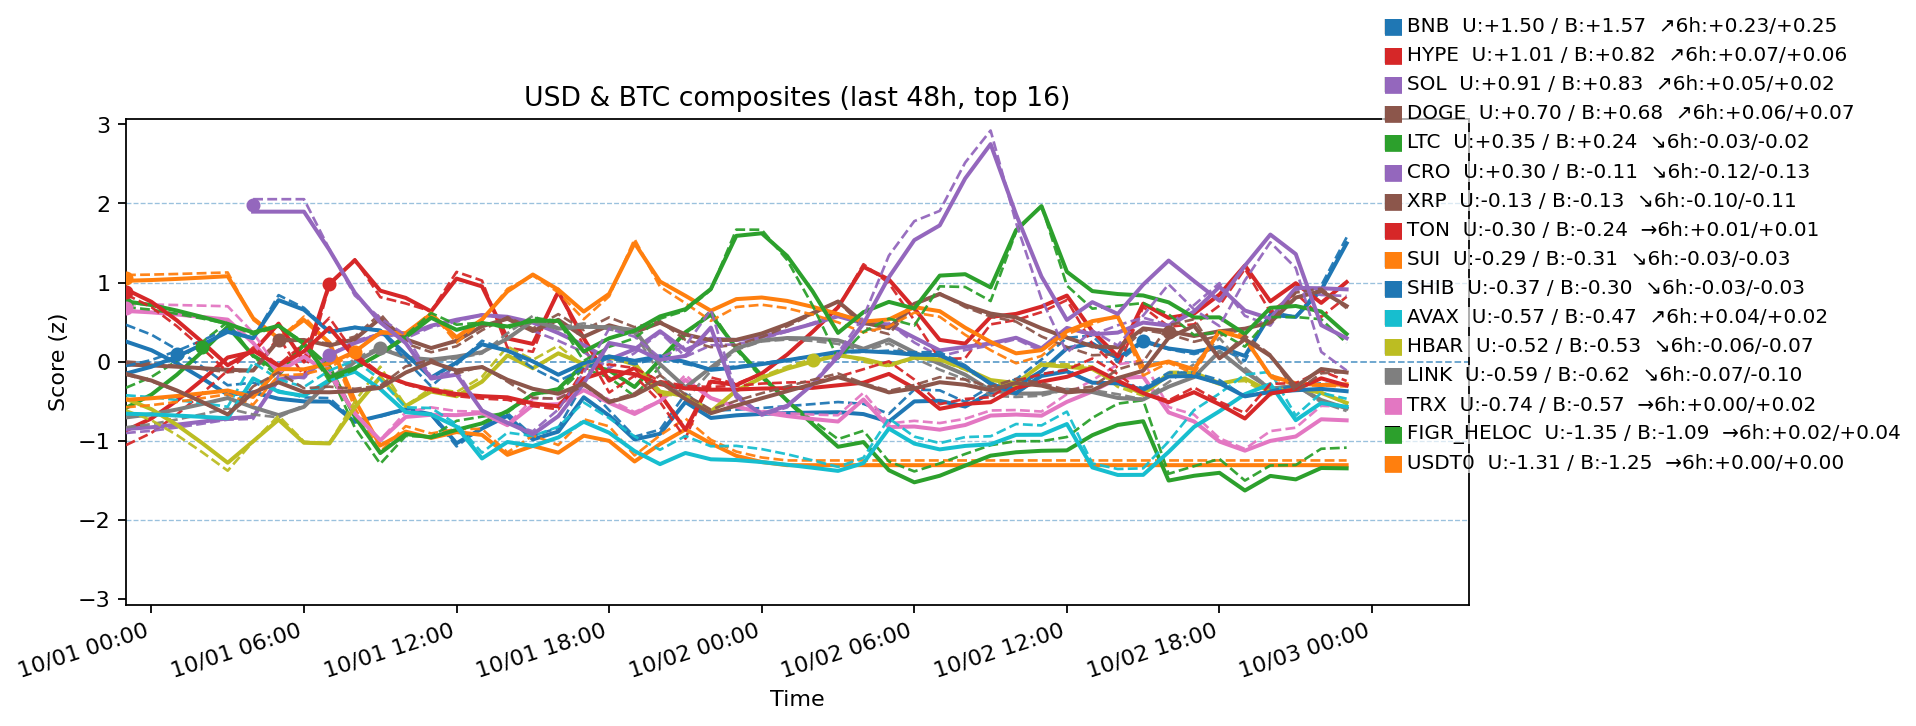 BNB  U:+1.50 / B:+1.57  ↗6h:+0.23/+0.25
HYPE  U:+1.01 / B:+0.82  ↗6h:+0.07/+0.06
SOL  U:+0.91 / B:+0.83  ↗6h:+0.05/+0.02
DOGE  U:+0.70 / B:+0.68  ↗6h:+0.06/+0.07
LTC  U:+0.35 / B:+0.24  ↘6h:-0.03/-0.02
CRO  U:+0.30 / B:-0.11  ↘6h:-0.12/-0.13
XRP  U:-0.13 / B:-0.13  ↘6h:-0.10/-0.11
TON  U:-0.30 / B:-0.24  →6h:+0.01/+0.01
SUI  U:-0.29 / B:-0.31  ↘6h:-0.03/-0.03
SHIB  U:-0.37 / B:-0.30  ↘6h:-0.03/-0.03
AVAX  U:-0.57 / B:-0.47  ↗6h:+0.04/+0.02
HBAR  U:-0.52 / B:-0.53  ↘6h:-0.06/-0.07
LINK  U:-0.59 / B:-0.62  ↘6h:-0.07/-0.10
TRX  U:-0.74 / B:-0.57  →6h:+0.00/+0.02
FIGR_HELOC  U:-1.35 / B:-1.09  →6h:+0.02/+0.04
USDT0  U:-1.31 / B:-1.25  →6h:+0.00/+0.00
USD & BTC composites (last 48h, top 16)
Score (z)
3
2
1
0
−1
−2
−3
10/01 00:00
10/01 06:00
10/01 12:00
10/01 18:00
10/02 00:00
10/02 06:00
10/02 12:00
10/02 18:00
10/03 00:00
Time